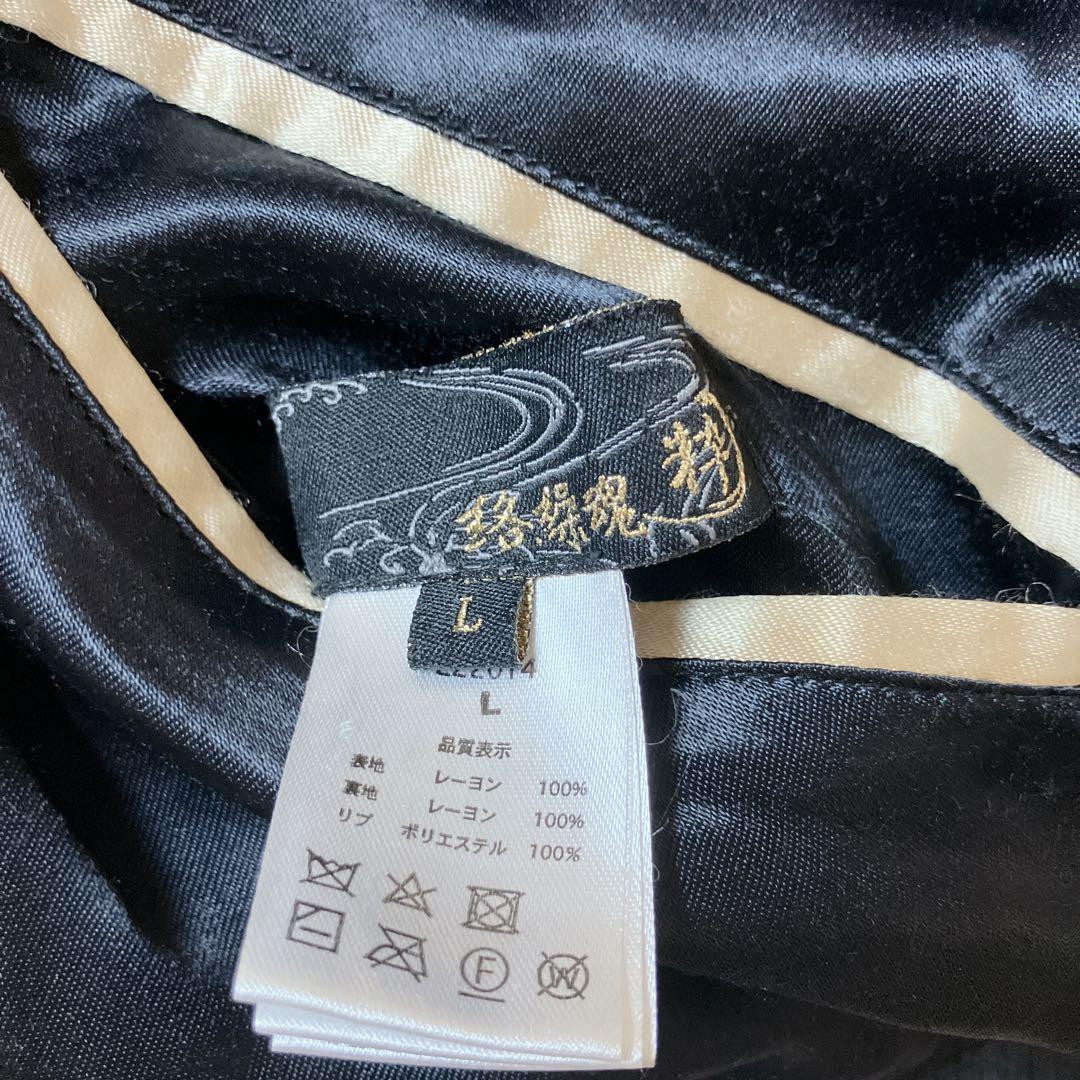 絡繰魂 粋
L
L
品質表示
表地 レーヨン 100%
裏地 レーヨン 100%
リブ ポリエステル 100%
F
W